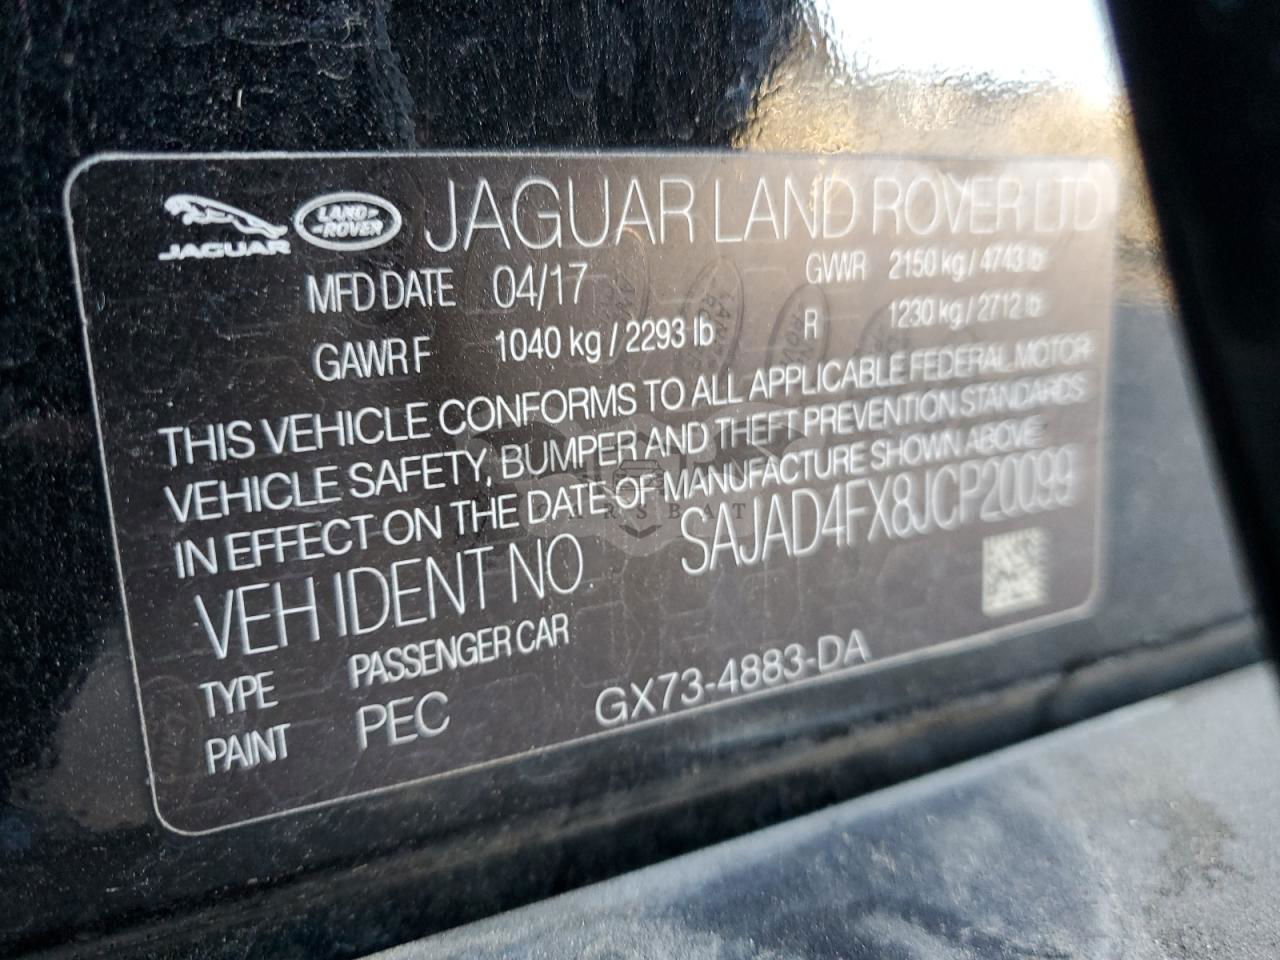 JAGUAR LAND ROVER JAGUAR LAND ROVER LTD
MFD DATE 04/17 GVWR 2150 kg / 4743 lb
GAWR F 1040 kg / 2293 lb R 1230 kg / 2712 lb
THIS VEHICLE CONFORMS TO ALL APPLICABLE FEDERAL MOTOR
VEHICLE SAFETY, BUMPER AND THEFT PREVENTION STANDARDS
IN EFFECT ON THE DATE OF MANUFACTURE SHOWN ABOVE
VEH IDENT NO SAJAD4FX8JCP20099
TYPE PASSENGER CAR
PAINT PEC GX73-4883-DA
CARSBAT